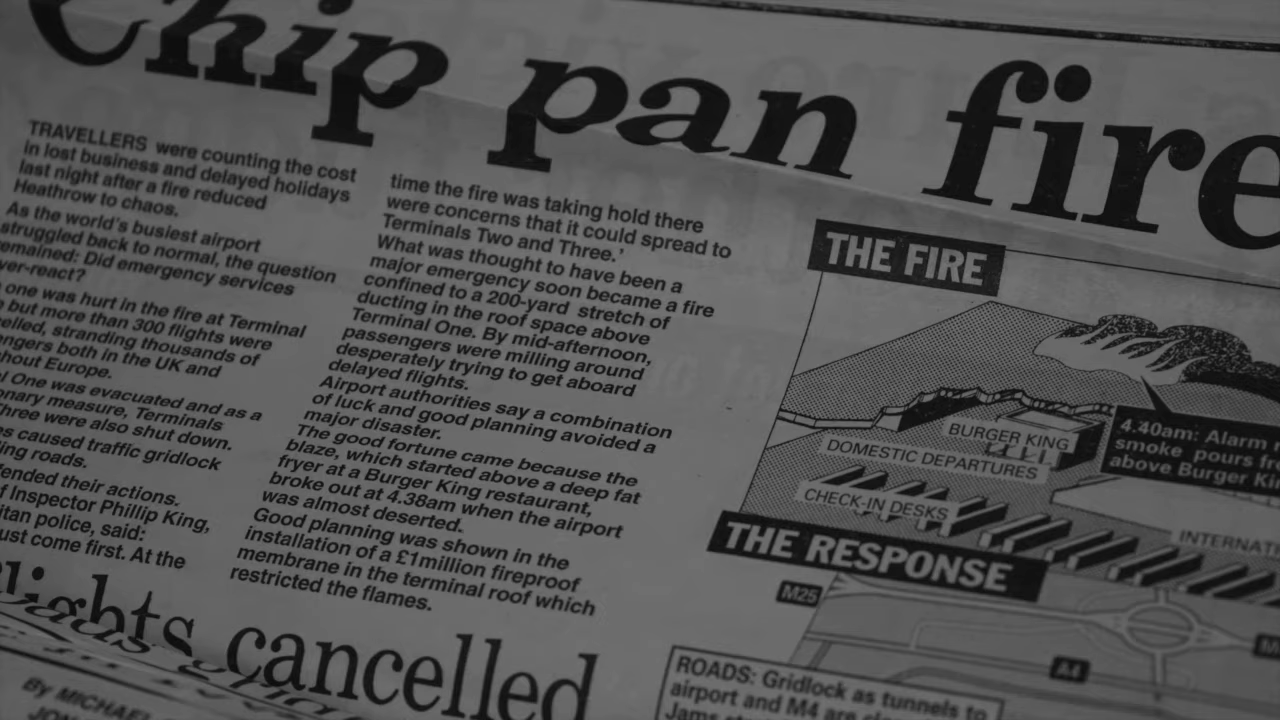 Chip pan fire
TRAVELLERS were counting the cost
in lost business and delayed holidays
last night after a fire reduced
Heathrow to chaos.
As the world's busiest airport
struggled back to normal, the question
remained: Did emergency services
over-react?
one was hurt in the fire at Terminal
but more than 300 flights were
cancelled, stranding thousands of
passengers both in the UK and
throughout Europe.
One was evacuated and as a
precautionary measure, Terminals
Three were also shut down.
caused traffic gridlock
roads.
defended their actions.
Inspector Phillip King,
Metropolitan police, said:
must come first. At the
time the fire was taking hold there
were concerns that it could spread to
Terminals Two and Three.'
What was thought to have been a
major emergency soon became a fire
confined to a 200-yard stretch of
ducting in the roof space above
Terminal One. By mid-afternoon,
passengers were milling around
desperately trying to get aboard
delayed flights.
Airport authorities say a combination
of luck and good planning avoided a
major disaster.
The good fortune came because the
blaze, which started above a deep fat
fryer at a Burger King restaurant,
broke out at 4.38am when the airport
was almost deserted.
Good planning was shown in the
installation of a £1million fireproof
membrane in the terminal roof which
restricted the flames.
THE FIRE
BURGER KING
DOMESTIC DEPARTURES
CHECK-IN DESKS
4.40am: Alarm
smoke pours
above Burger
THE RESPONSE
M25
A4
ROADS: Gridlock as tunnels to
airport and M4 are
Jams
flights cancelled
By MICHAEL